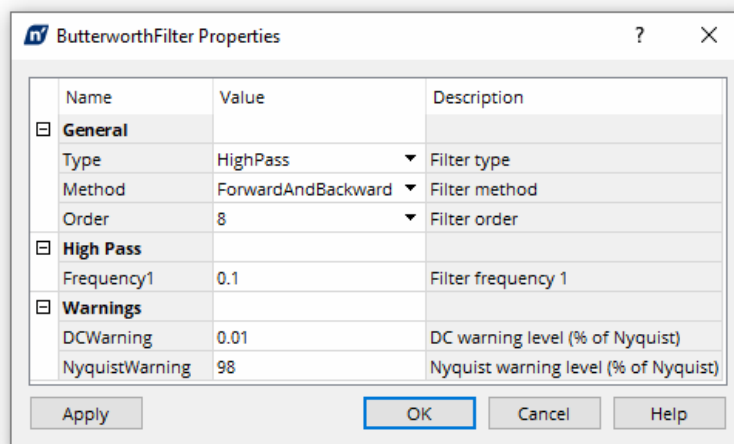 ButterworthFilter Properties ?
Name Value Description
General
Type HighPass Filter type
Method ForwardAndBackward Filter method
Order 8 Filter order
High Pass
Frequency1 0.1 Filter frequency 1
Warnings
DCWarning 0.01 DC warning level (% of Nyquist)
NyquistWarning 98 Nyquist warning level (% of Nyquist)
Apply OK Cancel Help